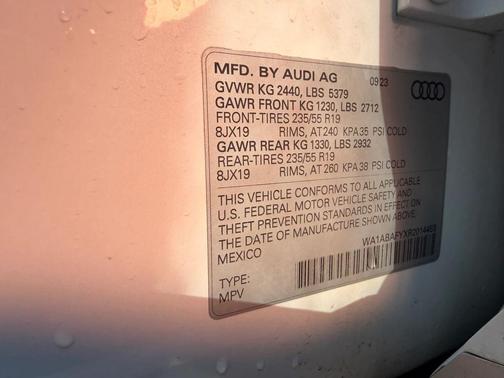 MFD. BY AUDI AG 09 23
GVWR KG 2440, LBS 5379
GAWR FRONT KG 1230, LBS 2712
FRONT-TIRES 235/55 R19
8JX19 RIMS, AT 240 KPA 35 PSI COLD
GAWR REAR KG 1330, LBS 2932
REAR-TIRES 235/55 R19
8JX19 RIMS, AT 260 KPA 38 PSI COLD
THIS VEHICLE CONFORMS TO ALL APPLICABLE
U.S. FEDERAL MOTOR VEHICLE SAFETY AND
THEFT PREVENTION STANDARDS IN EFFECT ON
THE DATE OF MANUFACTURE SHOWN ABOVE.
MEXICO
TYPE:
MPV